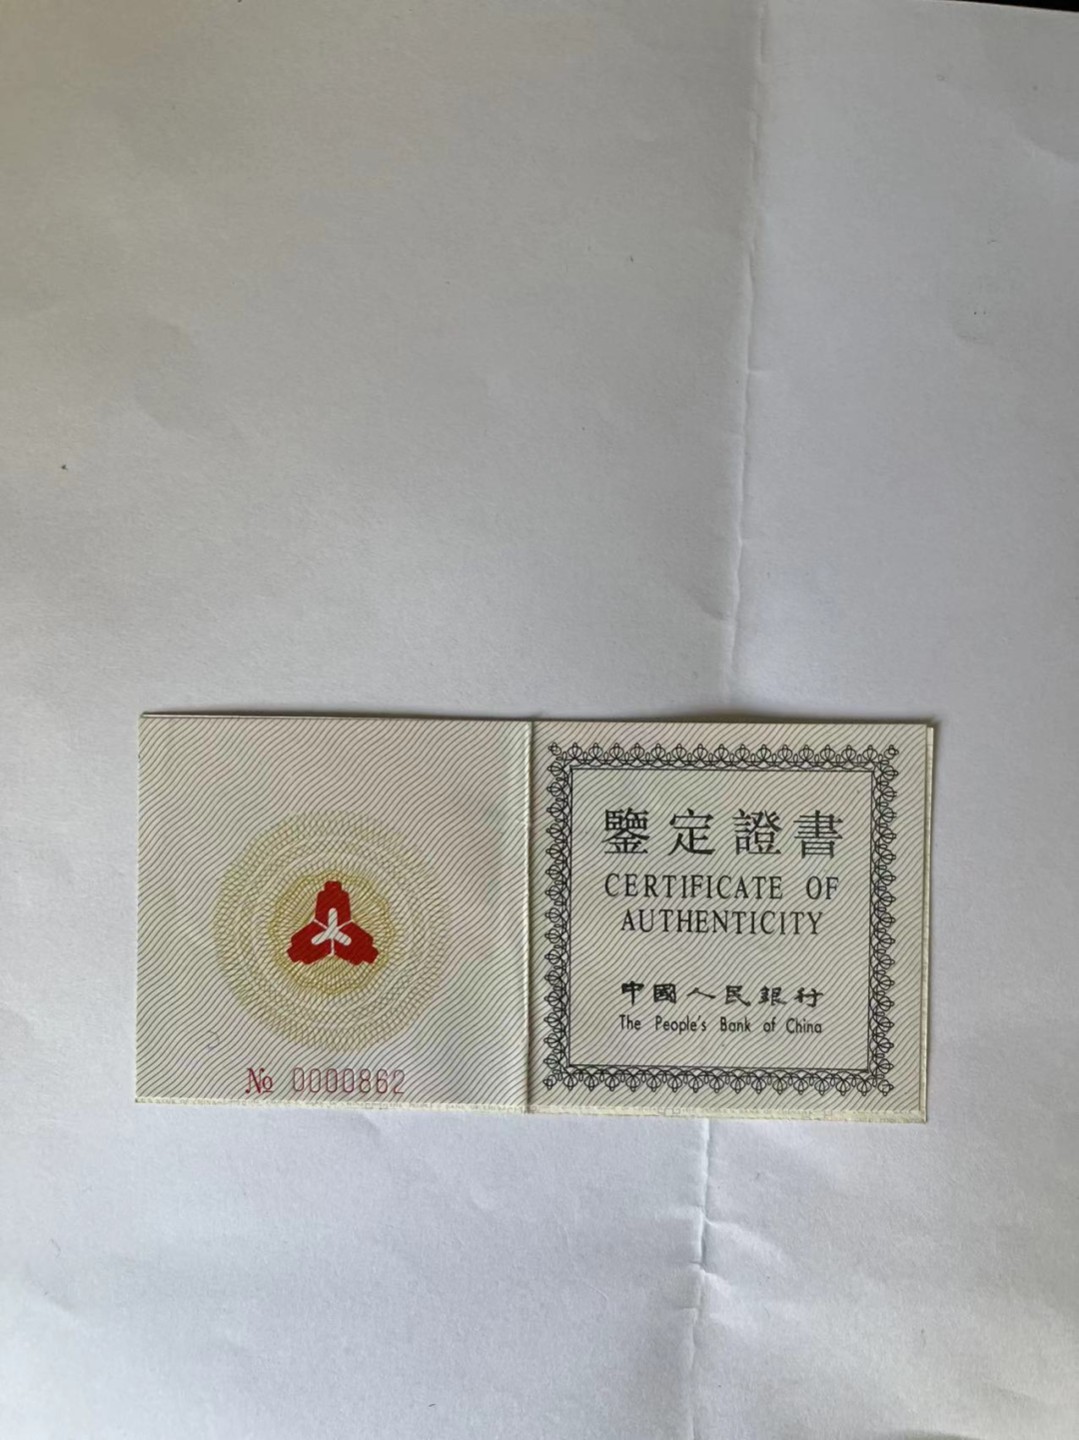 № 0000862
鑒定證書
CERTIFICATE OF
AUTHENTICITY
中國人民銀行
The People's Bank of China